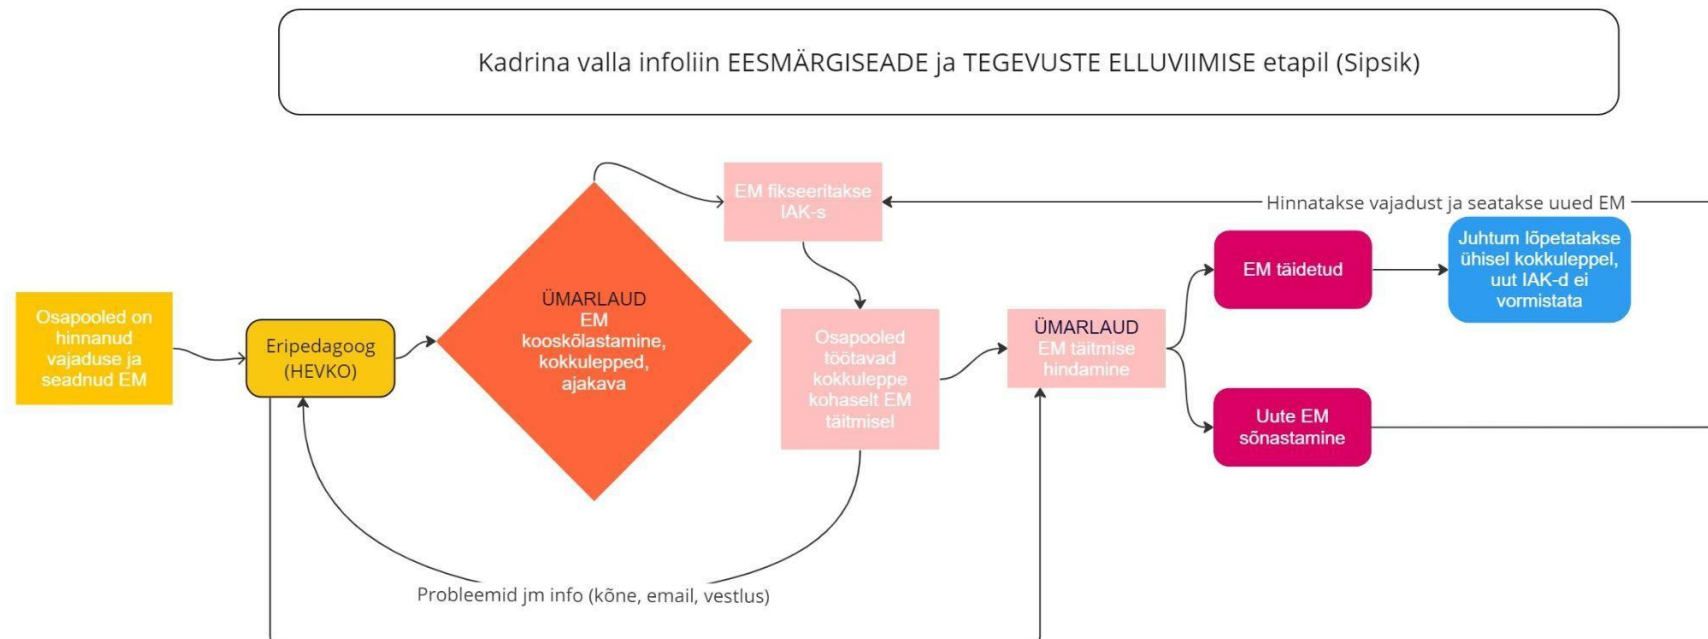 Kadrina valla infoliin EESMÄRGISEADE ja TEGEVUSTE ELLUVIIMISE etapil (Sipsik)
Osapooled on
hinnanud
vajaduse ja
seadnud EM
Eripedagoog
(HEVKO)
ÜMARLAUD
EM
kooskõlastamine,
kokkulepped,
ajakava
EM fikseeritakse
IAK-s
Osapooled
töötavad
kokkuleppe
kohaselt EM
täitmisel
ÜMARLAUD
EM täitmise
hindamine
EM täidetud
Juhtum lõpetatakse
ühisel kokkuleppel,
uut IAK-d ei
vormistata
Uute EM
sõnastamine
Hinnatakse vajadust ja seatakse uued EM
Probleemid jm info (kõne, email, vestlus)